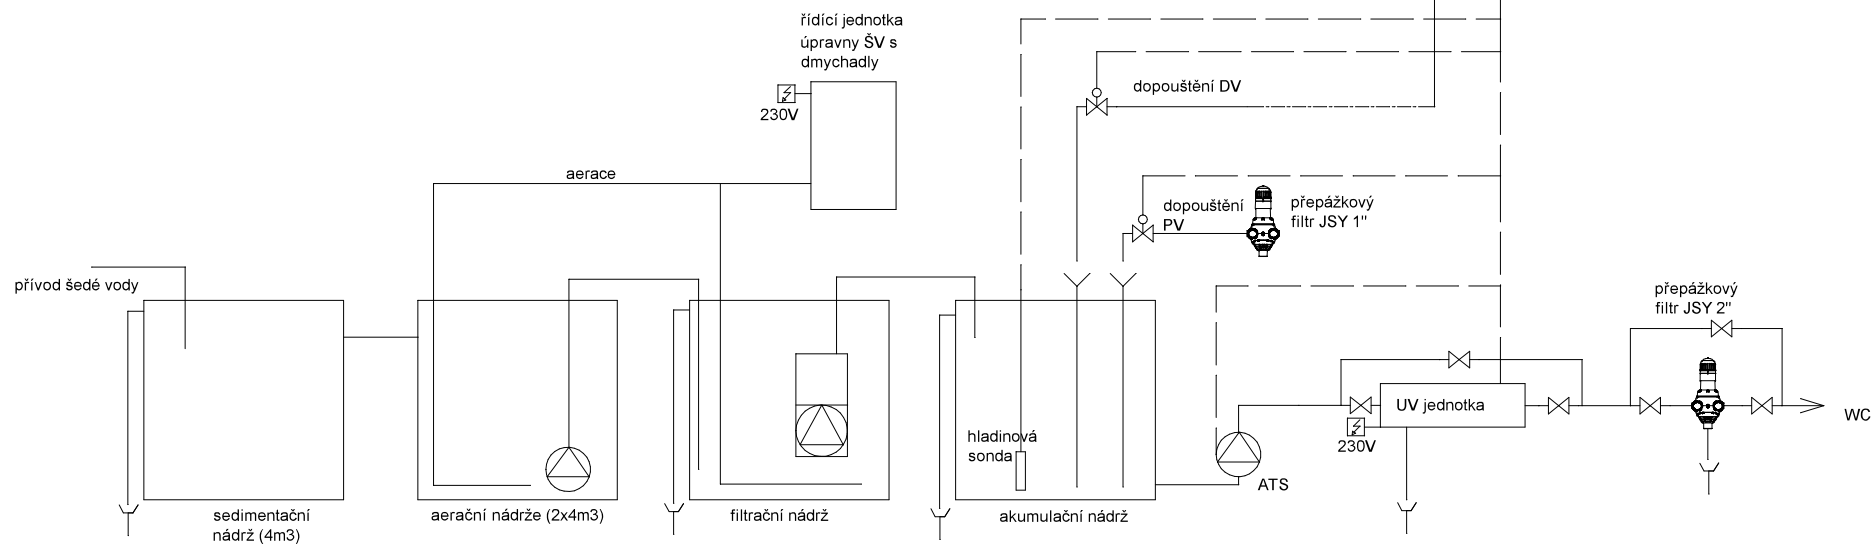 řídící jednotka
úpravny ŠV s
dmychadly
230V
dopouštění DV
aerace
dopouštění
PV
přepážkový
filtr JSY 1"
přívod šedé vody
přepážkový
filtr JSY 2"
UV jednotka
WC
230V
hladinová
sonda
ATS
sedimentační
nádrž (4m3)
aerační nádrže (2x4m3)
filtrační nádrž
akumulační nádrž